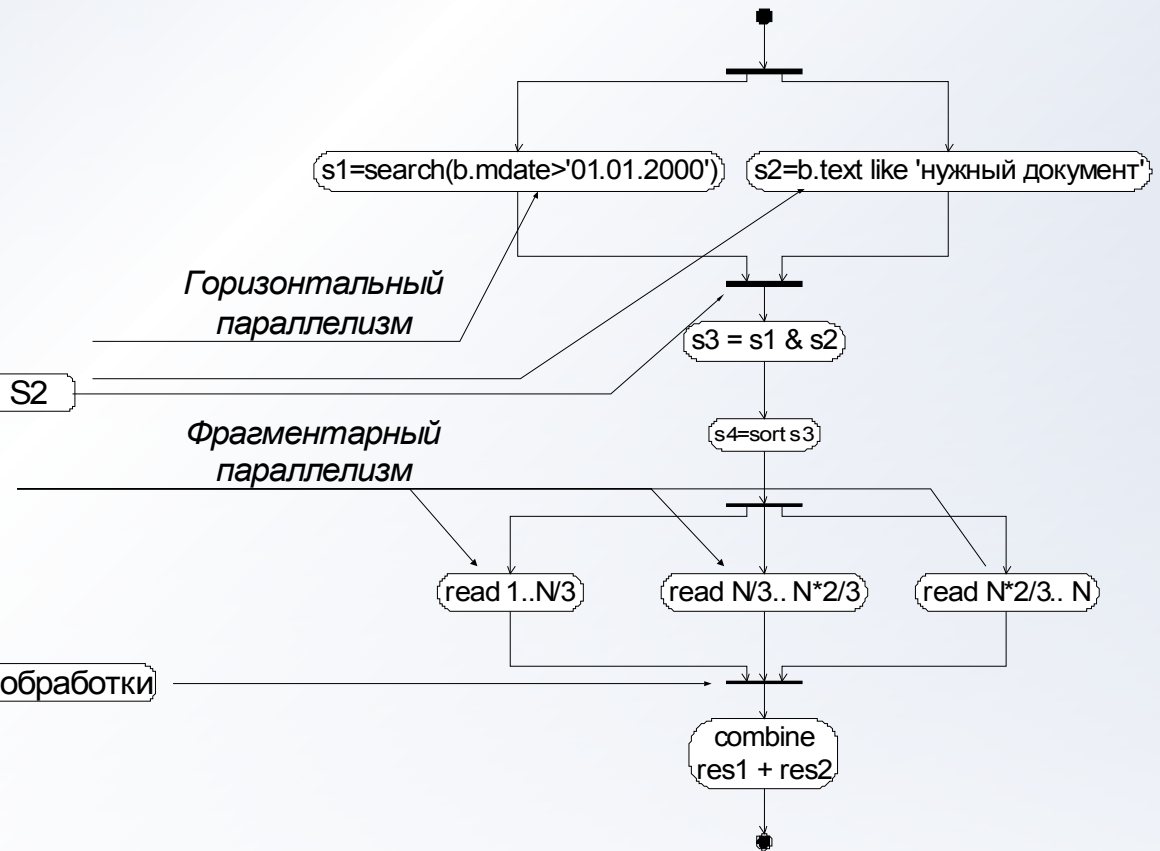 s1=search(b.mdate>'01.01.2000')
s2=b.text like 'нужный документ'
Горизонтальный
параллелизм
s3 = s1 & s2
S2
s4=sort s3
Фрагментарный
параллелизм
read 1..N/3
read N/3.. N*2/3
read N*2/3.. N
обработки
combine
res1 + res2